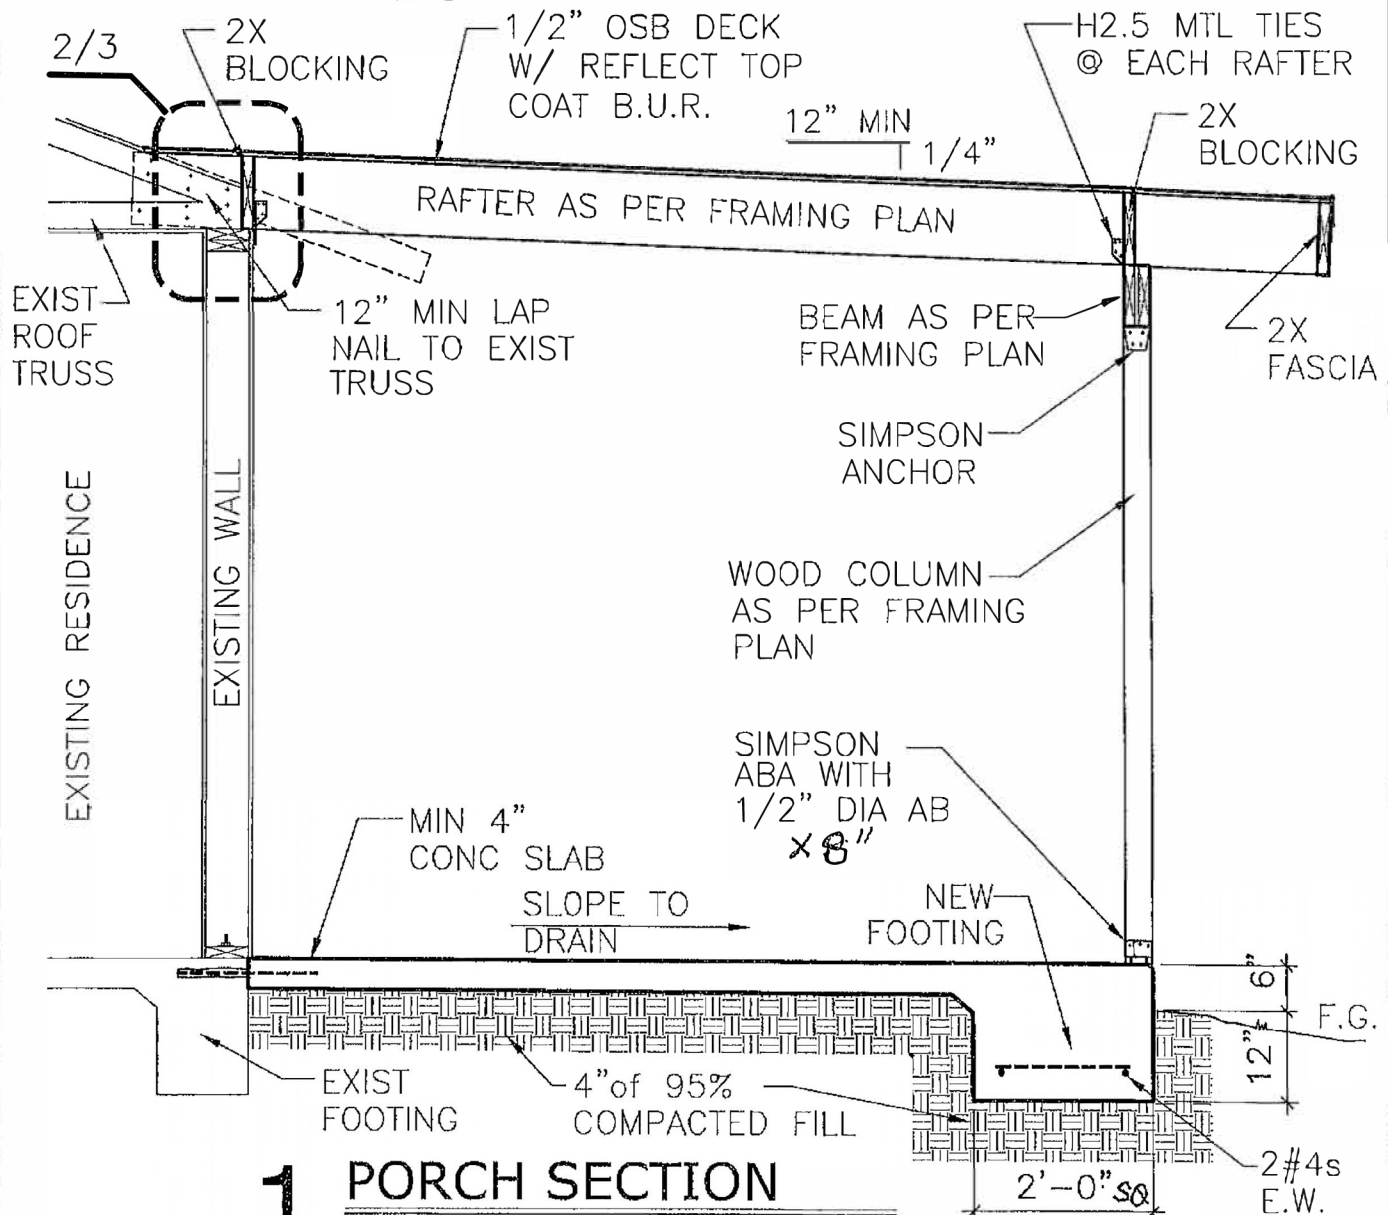 2/3
2X
BLOCKING
1/2" OSB DECK
W/ REFLECT TOP
COAT B.U.R.
H2.5 MTL TIES
@ EACH RAFTER
12" MIN
1/4"
2X
BLOCKING
RAFTER AS PER FRAMING PLAN
EXIST
ROOF
TRUSS
12" MIN LAP
NAIL TO EXIST
TRUSS
BEAM AS PER
FRAMING PLAN
2X
FASCIA
SIMPSON
ANCHOR
EXISTING RESIDENCE
EXISTING WALL
WOOD COLUMN
AS PER FRAMING
PLAN
SIMPSON
ABA WITH
1/2" DIA AB
X 8"
MIN 4"
CONC SLAB
SLOPE TO
DRAIN
NEW
FOOTING
6"
F.G.
12"
EXIST
FOOTING
4"of 95%
COMPACTED FILL
2#4s
E.W.
2'-0" SQ
1 PORCH SECTION